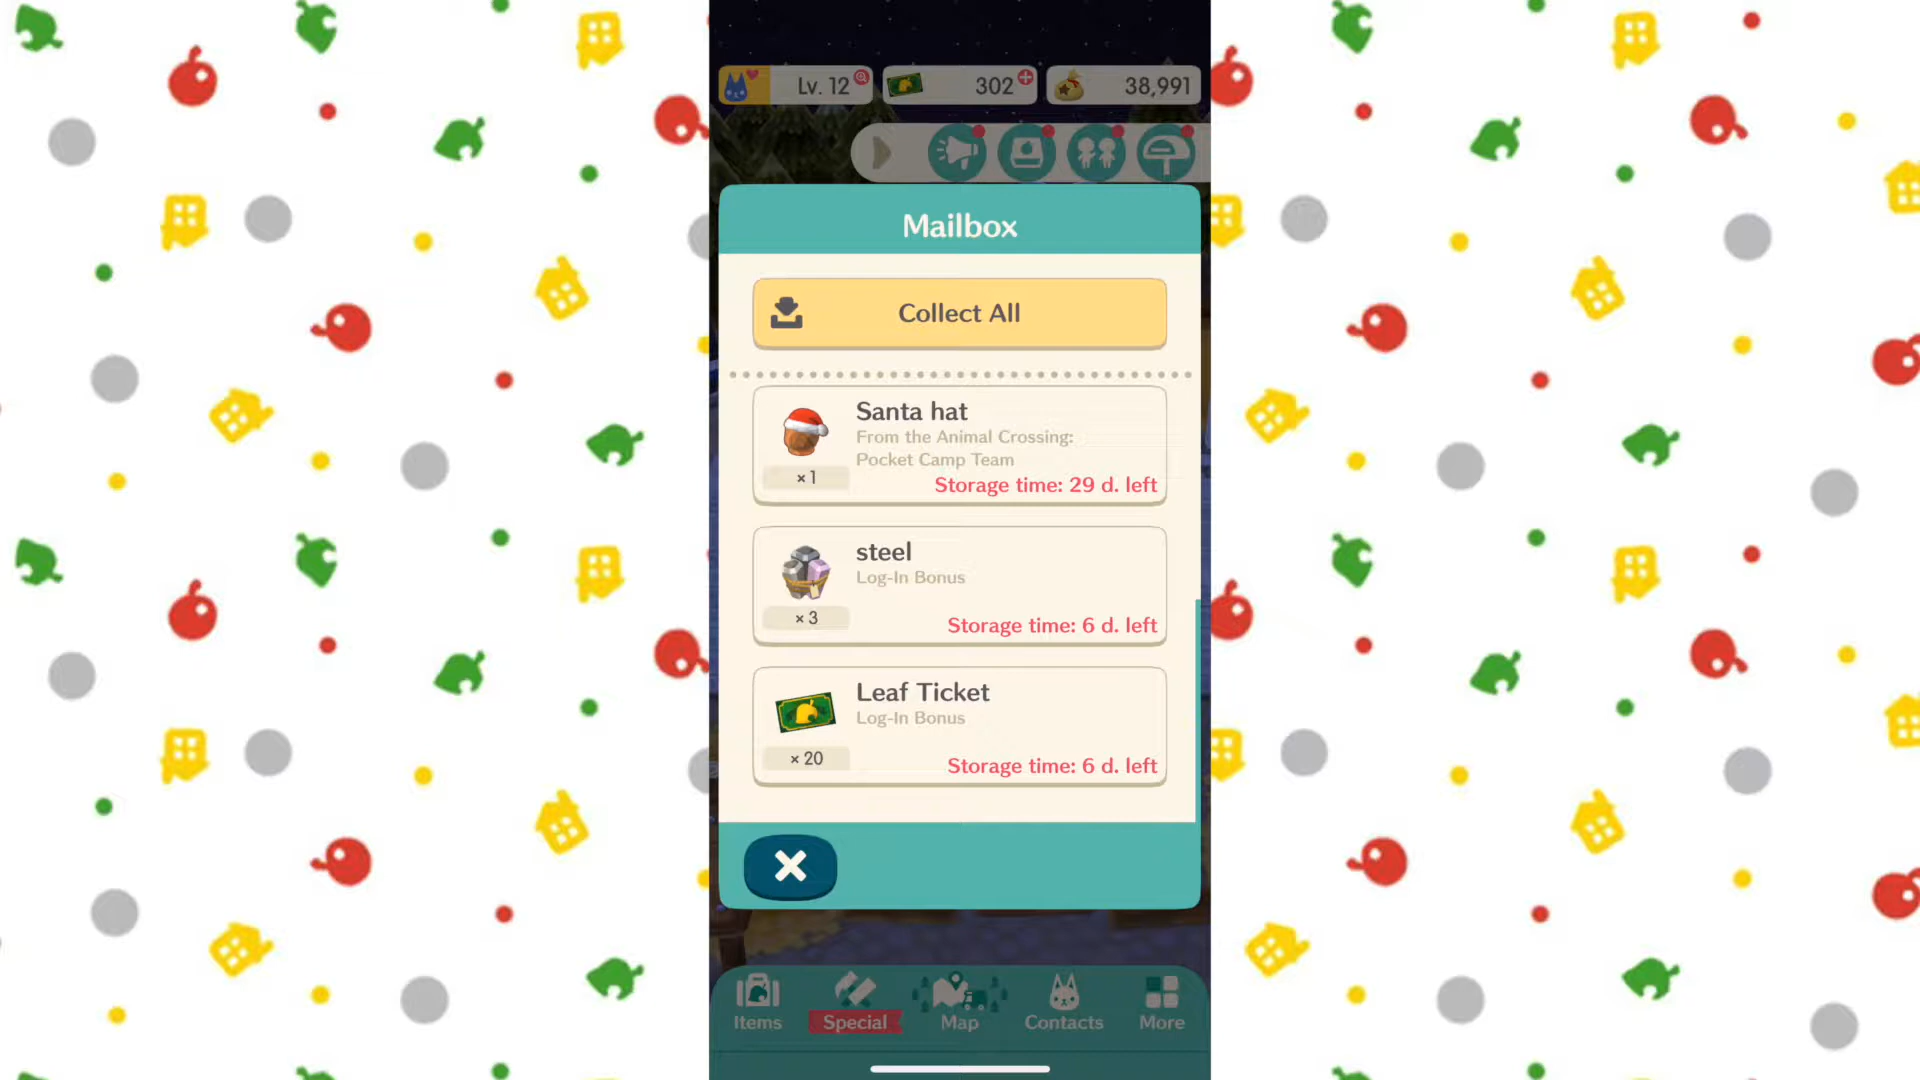 Lv. 12
302
38,991
Mailbox
Collect All
Santa hat
From the Animal Crossing:
Pocket Camp Team
×1
Storage time: 29 d. left
steel
Log-In Bonus
×3
Storage time: 6 d. left
Leaf Ticket
Log-In Bonus
×20
Storage time: 6 d. left
Items
Special
Map
Contacts
More